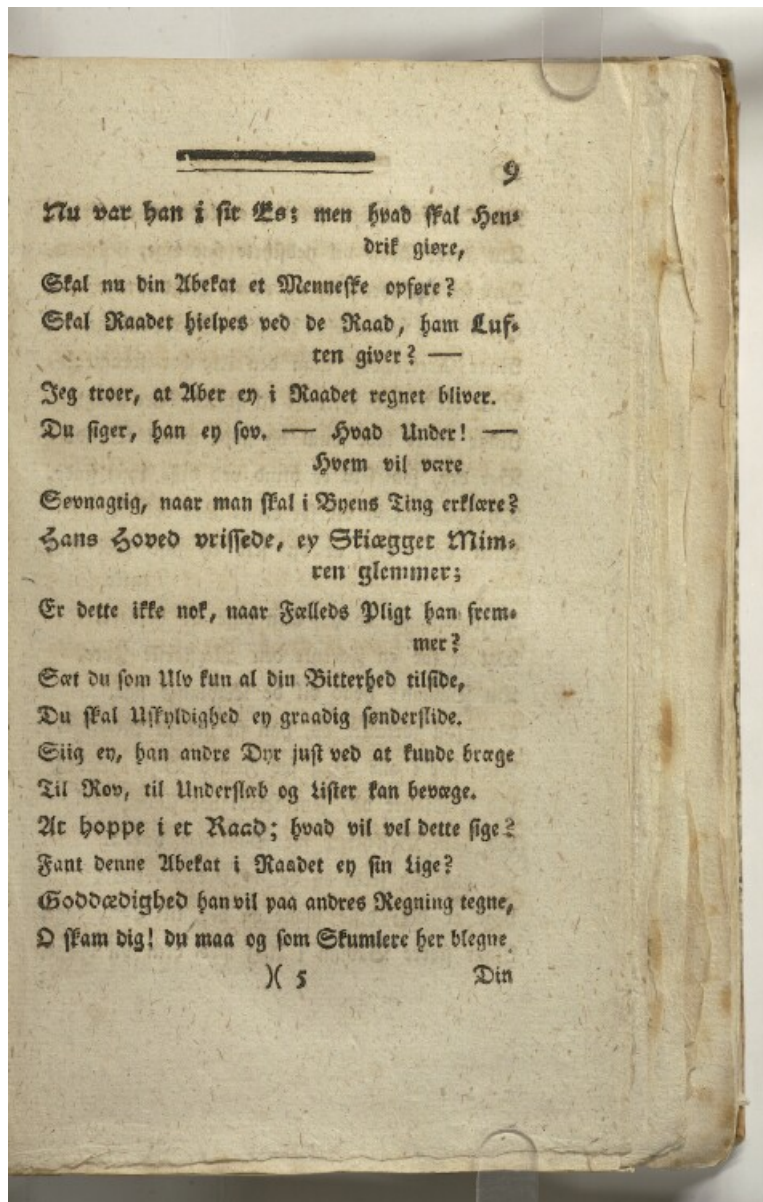 9
Nu var han i sit Es; men hvad skal Hen-
drik giøre,
Skal nu din Abekat et Menneske opføre?
Skal Raadet hielpes ved de Raad, ham Luf-
ten giver? —
Jeg troer, at Aber ey i Raadet regnet bliver.
Du siger, han ey sov. — Hvad Under! —
Hvem vil være
Søvnagtig, naar man skal i Byens Ting erklære?
Hans Hoved vrissede, ey Skiægget Mim-
ren glemmer;
Er dette ikke nok, naar Fælleds Pligt han frem-
mer?
Sæt du som Ulv kun al din Bitterhed tilside,
Du skal Uskyldighed ey graadig sønderslide.
Siig ey, han andre Dyr just ved at kunde bræge
Til Rov, til Underslæb og Lister kan bevæge.
At hoppe i et Raad; hvad vil vel dette sige?
Fant denne Abekat i Raadet ey sin Lige?
Goddædighed han vil paa andres Regning tegne,
O skam dig! du maa og som Skumlere her blegne
)( 5
Din